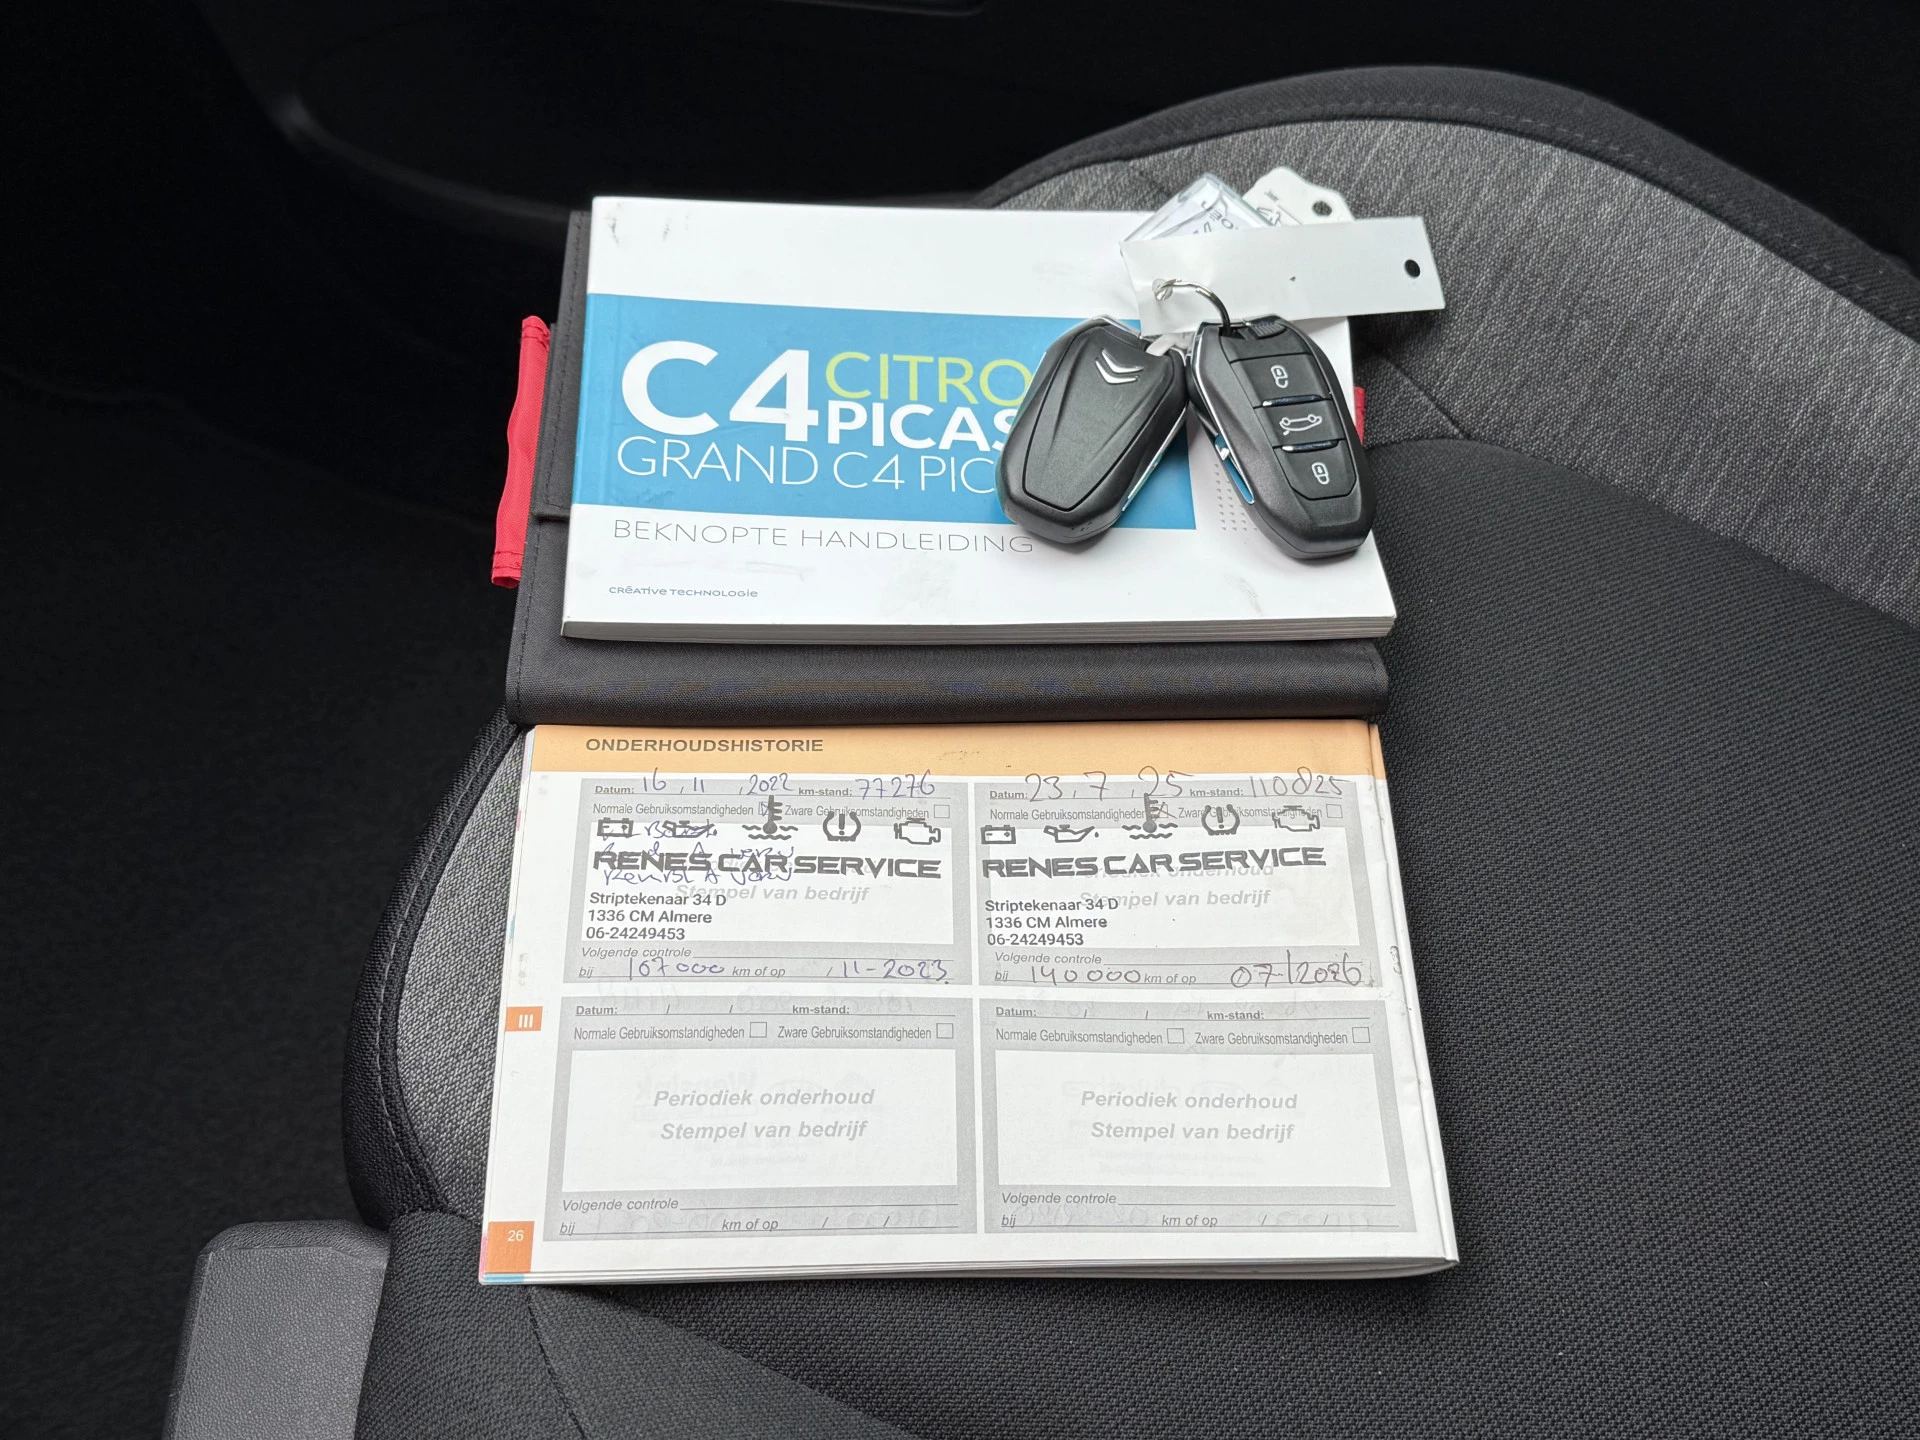 C4 CITRO
PICAS
GRAND C4 PIC
BEKNOPTE HANDLEIDING
CRÉATIVE TECHNOLOGIE
ONDERHOUDSHISTORIE
Datum: 16 , 11 , 2022 km-stand: 77276
Normale Gebruiksomstandigheden Zware Gebruiksomstandigheden
RENES CAR SERVICE
Stempel van bedrijf
Striptekenaar 34 D
1336 CM Almere
06-24249453
Volgende controle
bij 107000 km of op / 11-2023
Datum: 23 , 7 , 25 km-stand: 110825
Normale Gebruiksomstandigheden Zware Gebruiksomstandigheden
RENES CAR SERVICE
Periodiek onderhoud
Stempel van bedrijf
Striptekenaar 34 D
1336 CM Almere
06-24249453
Volgende controle
bij 140000 km of op 07/2026
Datum: / / km-stand:
Normale Gebruiksomstandigheden Zware Gebruiksomstandigheden
Periodiek onderhoud
Stempel van bedrijf
Volgende controle
bij km of op / /
Datum: / / km-stand:
Normale Gebruiksomstandigheden Zware Gebruiksomstandigheden
Periodiek onderhoud
Stempel van bedrijf
Volgende controle
bij km of op / /
III
26